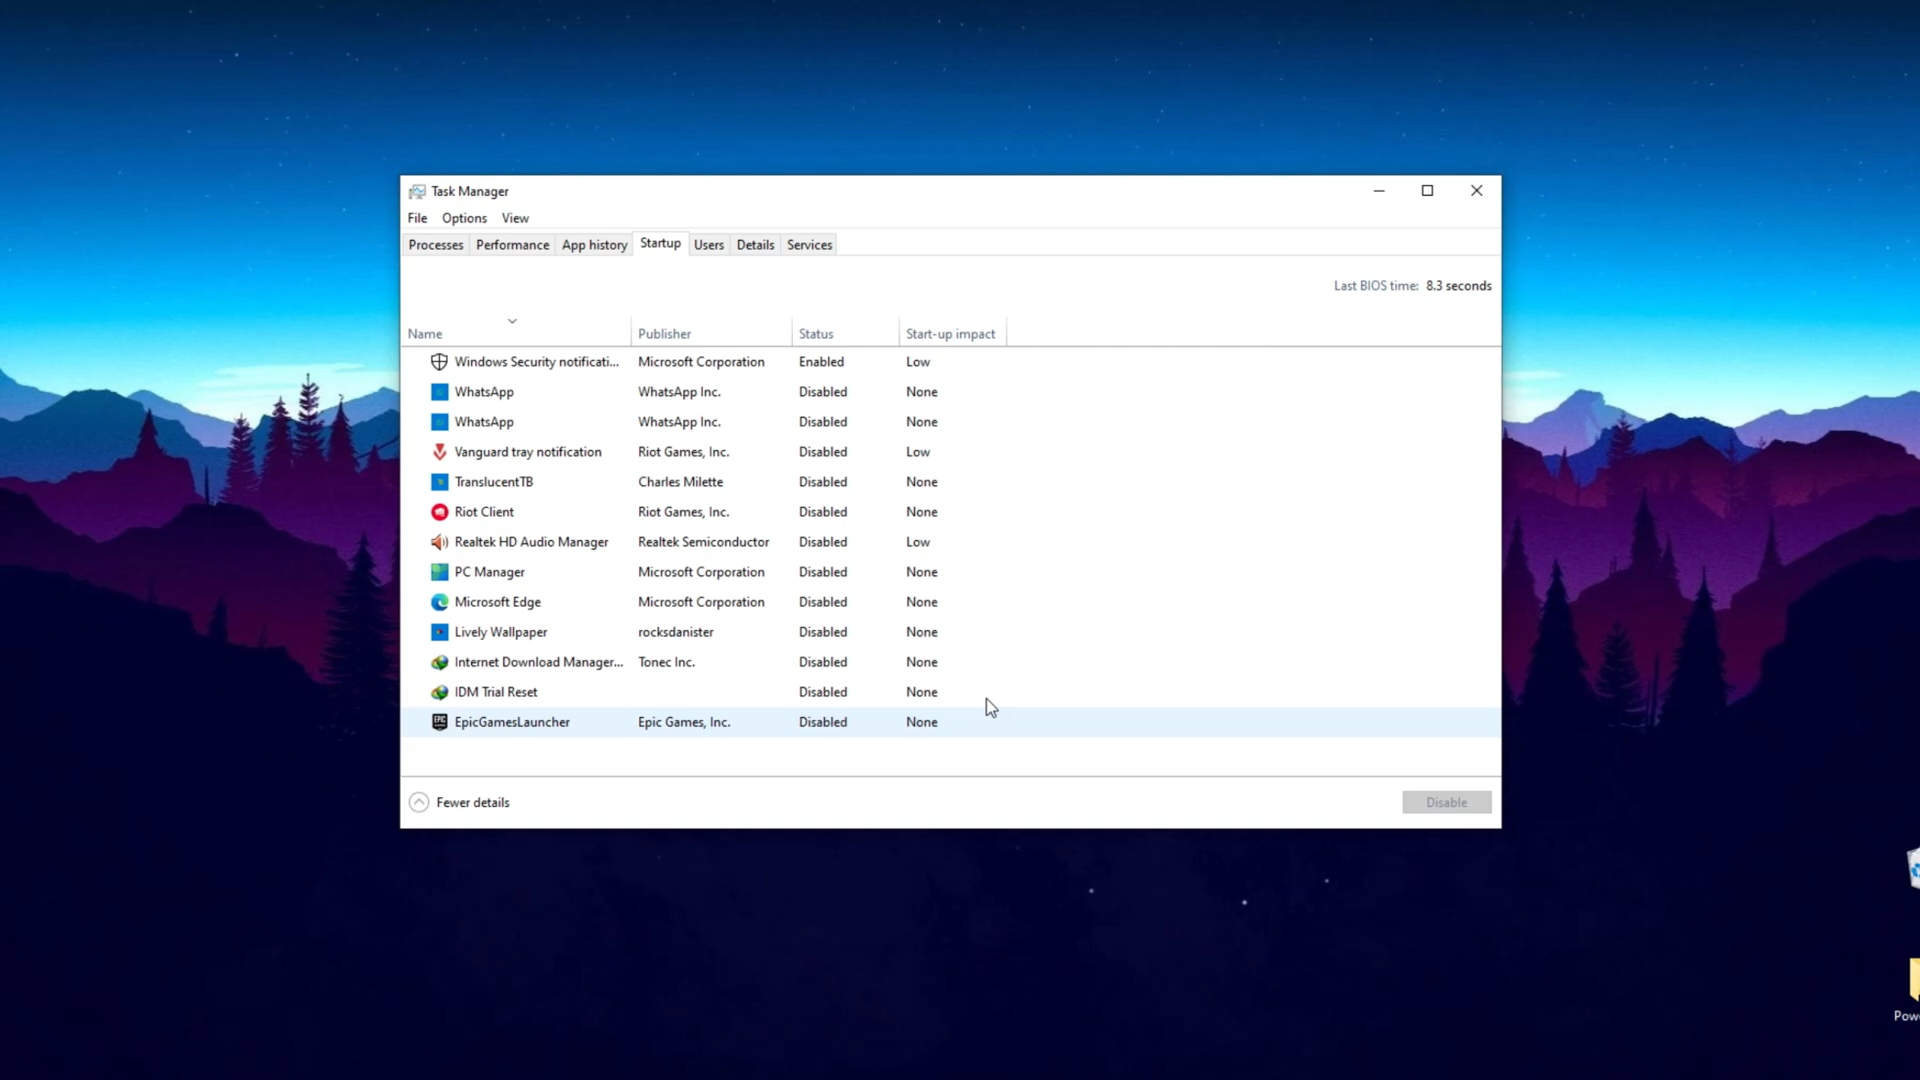 Task Manager
File Options View
Processes Performance App history Startup Users Details Services
Last BIOS time: 8.3 seconds
Name Publisher Status Start-up impact
Windows Security notificati... Microsoft Corporation Enabled Low
WhatsApp WhatsApp Inc. Disabled None
WhatsApp WhatsApp Inc. Disabled None
Vanguard tray notification Riot Games, Inc. Disabled Low
TranslucentTB Charles Milette Disabled None
Riot Client Riot Games, Inc. Disabled None
Realtek HD Audio Manager Realtek Semiconductor Disabled Low
PC Manager Microsoft Corporation Disabled None
Microsoft Edge Microsoft Corporation Disabled None
Lively Wallpaper rocksdanister Disabled None
Internet Download Manager... Tonec Inc. Disabled None
IDM Trial Reset Disabled None
EPIC EpicGamesLauncher Epic Games, Inc. Disabled None
Fewer details Disable